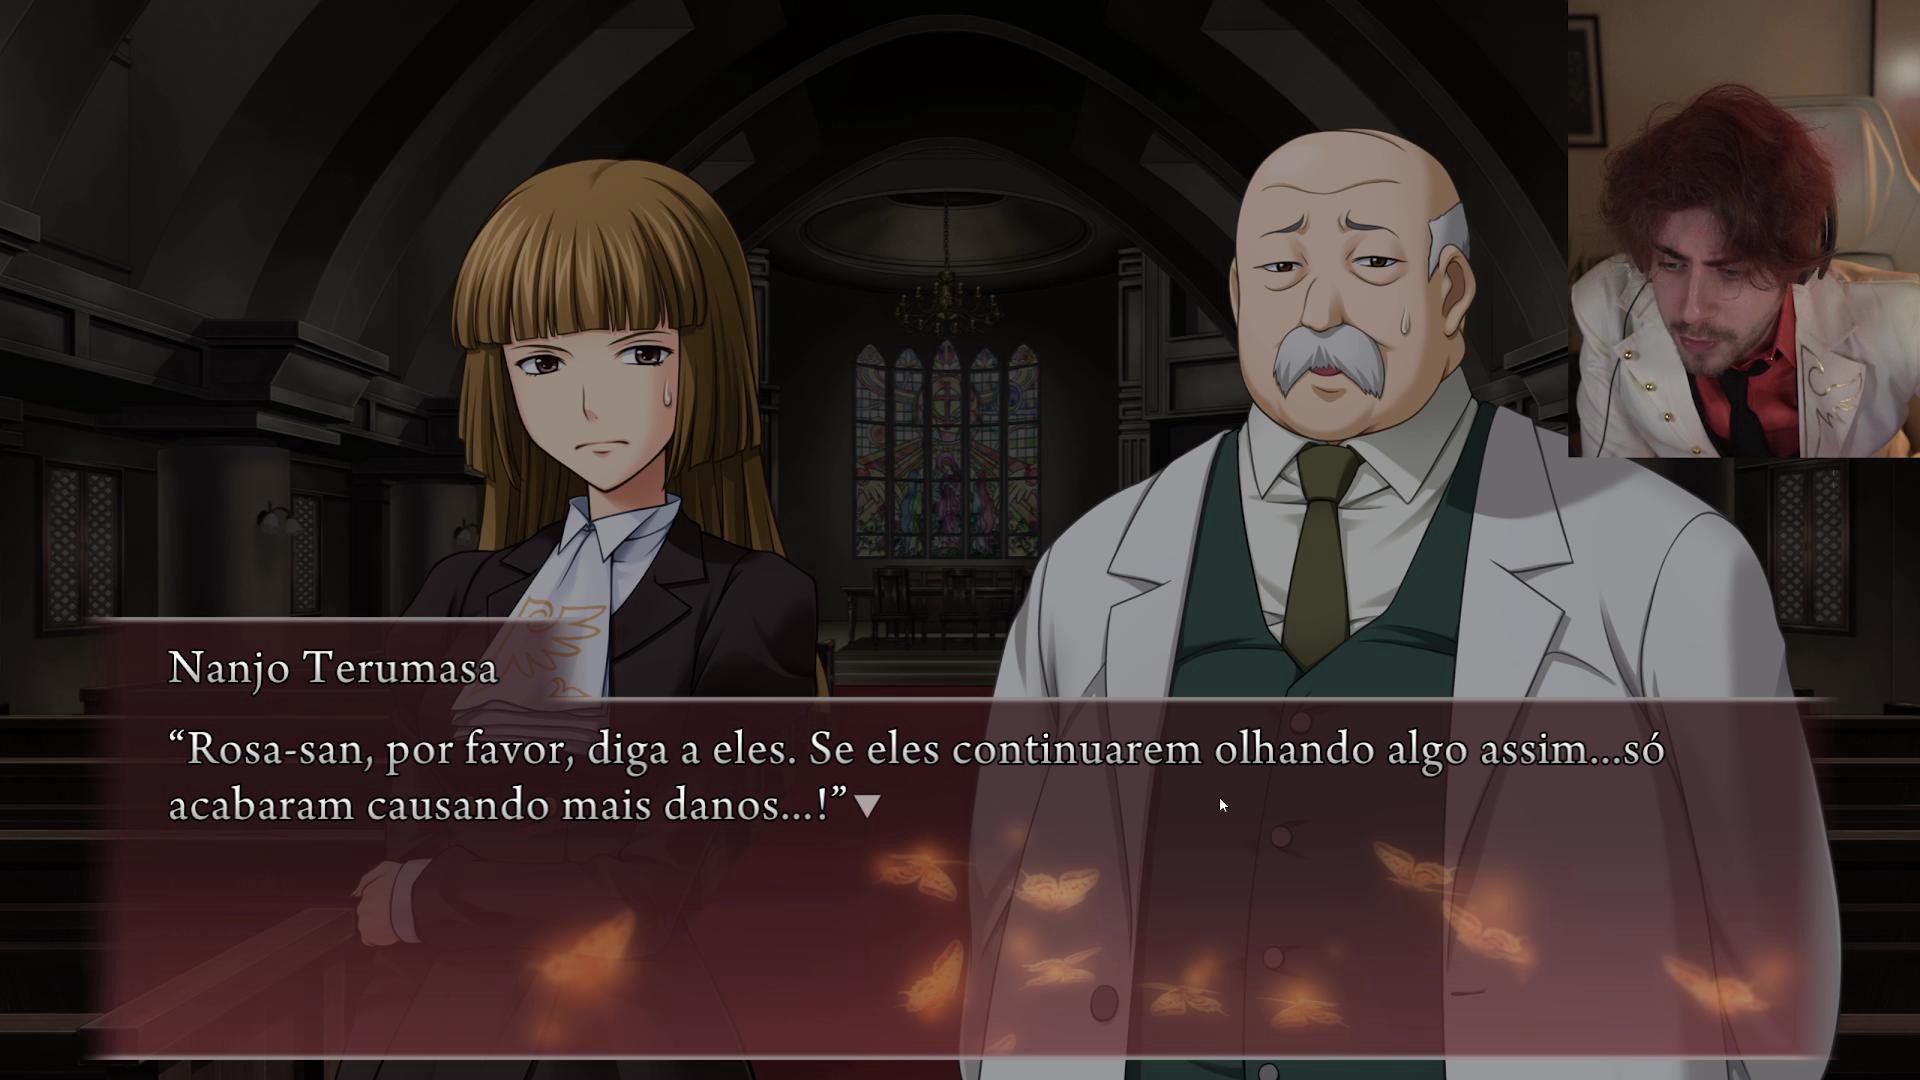 Nanjo Terumasa
“Rosa-san, por favor, diga a eles. Se eles continuarem olhando algo assim...só
acabaram causando mais danos...!”